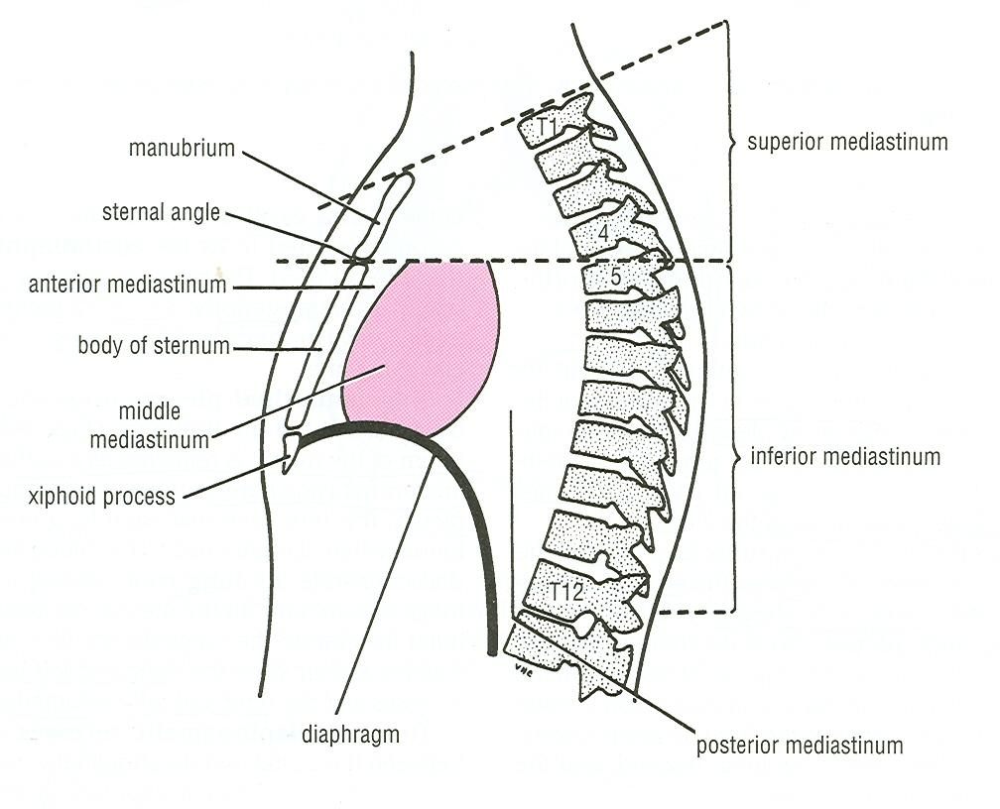 T1
manubrium
superior mediastinum
sternal angle
4
5
anterior mediastinum
body of sternum
middle
mediastinum
inferior mediastinum
xiphoid process
T12
VHC
diaphragm
posterior mediastinum